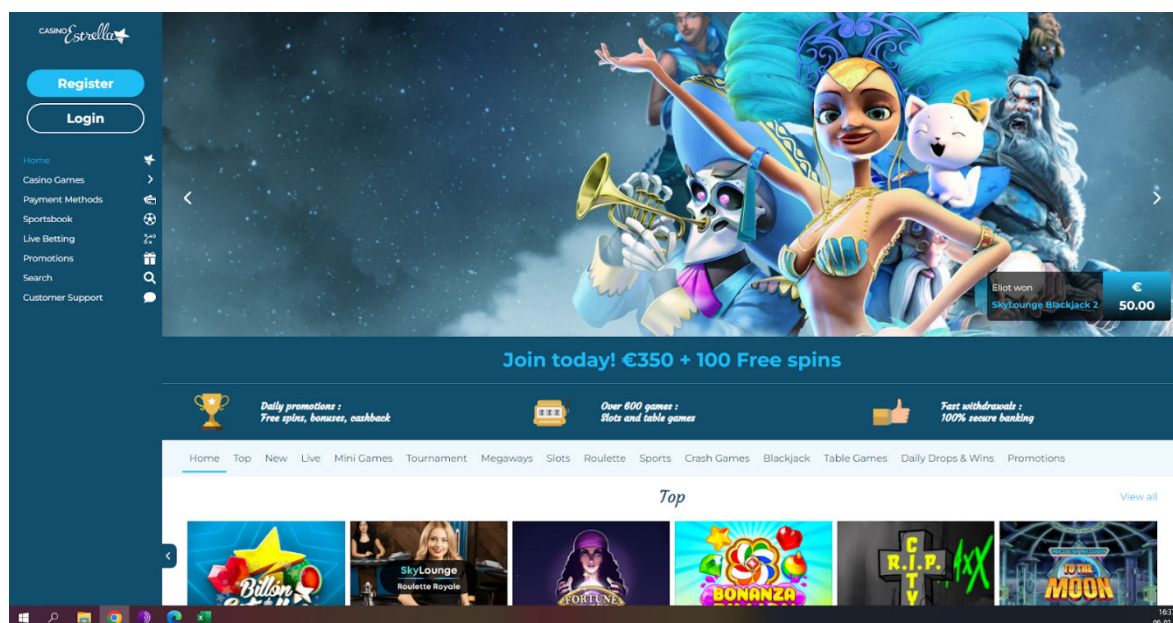 CASINO Estrella
Register
Login
Home
Casino Games
Payment Methods
Sportsbook
Live Betting
Promotions
Search
Customer Support
Eliot won
SkyLounge Blackjack 2
€
50.00
Join today! €350 + 100 Free spins
Daily promotions :
Free spins, bonuses, cashback
Over 600 games :
Slots and table games
Fast withdrawals :
100% secure banking
Home Top New Live Mini Games Tournament Megaways Slots Roulette Sports Crash Games Blackjack Table Games Daily Drops & Wins Promotions
Top
View all
Billon
SkyLounge
Roulette Royale
FORTUNE
BONANZA
R.I.P.
CITY
TO THE
MOON